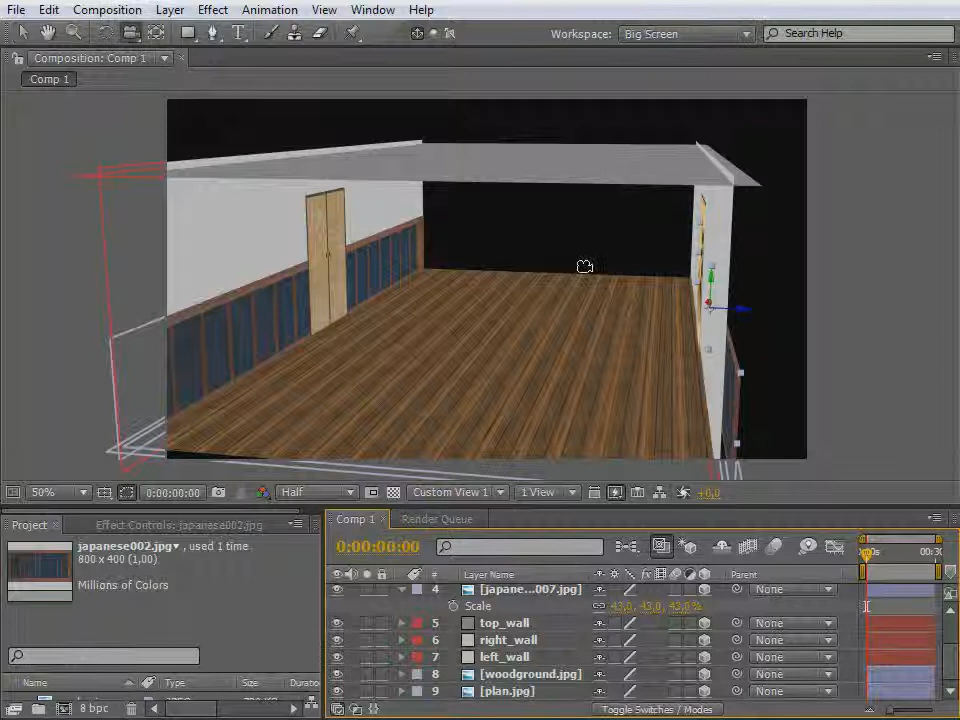 File Edit Composition Layer Effect Animation View Window Help
Workspace: Big Screen Search Help
Composition: Comp 1
Comp 1
50% 0:00:00:00 Half Custom View 1 1 View +0,0
Project Effect Controls: japanese002.jpg
japanese002.jpg, used 1 time
800 x 400 (1,00)
Millions of Colors
Name Type Size Duratio
8 bpc
Comp 1 Render Queue
0:00:00:00 00s 00:30
# Layer Name Parent
4 [japane...007.jpg] None
Scale 43,0, 43,0, 43,0%
5 top_wall None
6 right_wall None
7 left_wall None
8 [woodground.jpg] None
9 [plan.jpg] None
Toggle Switches / Modes